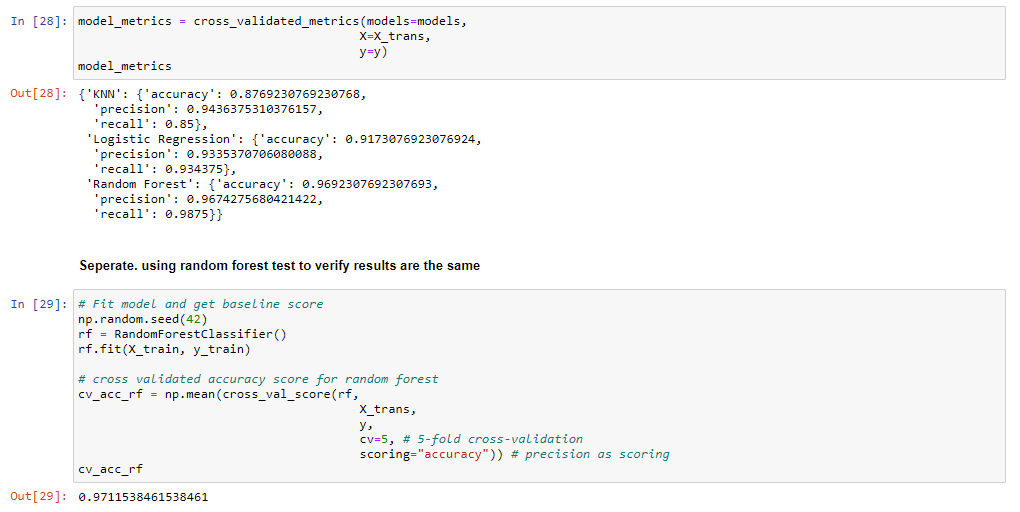 In [28]: model_metrics = cross_validated_metrics(models=models,
X=X_trans,
y=y)
model_metrics
Out[28]: {'KNN': {'accuracy': 0.8769230769230768,
'precision': 0.9436375310376157,
'recall': 0.85},
'Logistic Regression': {'accuracy': 0.9173076923076924,
'precision': 0.9335370706080088,
'recall': 0.934375},
'Random Forest': {'accuracy': 0.9692307692307693,
'precision': 0.9674275680421422,
'recall': 0.9875}}
Seperate. using random forest test to verify results are the same
In [29]: # Fit model and get baseline score
np.random.seed(42)
rf = RandomForestClassifier()
rf.fit(X_train, y_train)
# cross validated accuracy score for random forest
cv_acc_rf = np.mean(cross_val_score(rf,
X_trans,
y,
cv=5, # 5-fold cross-validation
scoring="accuracy")) # precision as scoring
cv_acc_rf
Out[29]: 0.9711538461538461